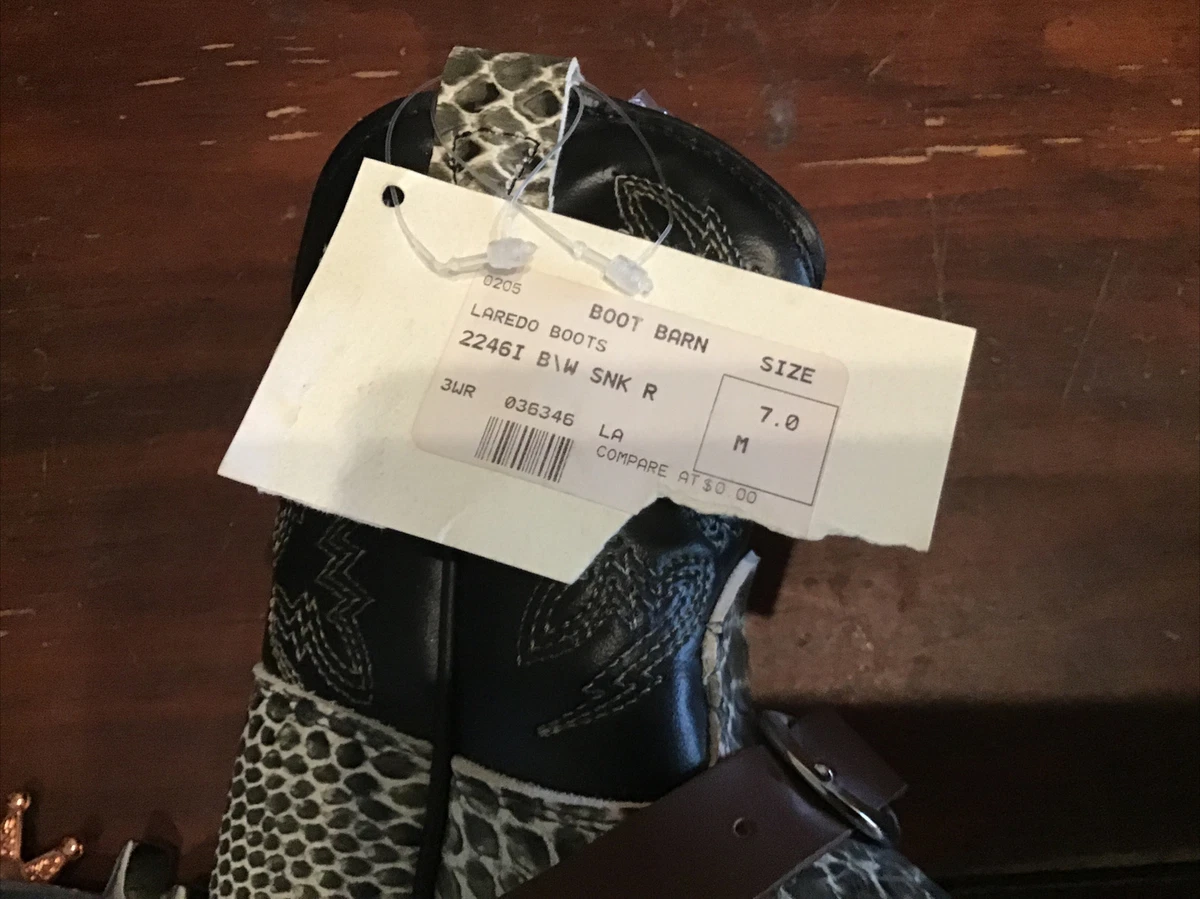 0205
BOOT BARN
LAREDO BOOTS
SIZE
2246I B\W SNK R
7.0
3WR 036346 LA
M
COMPARE AT $0.00